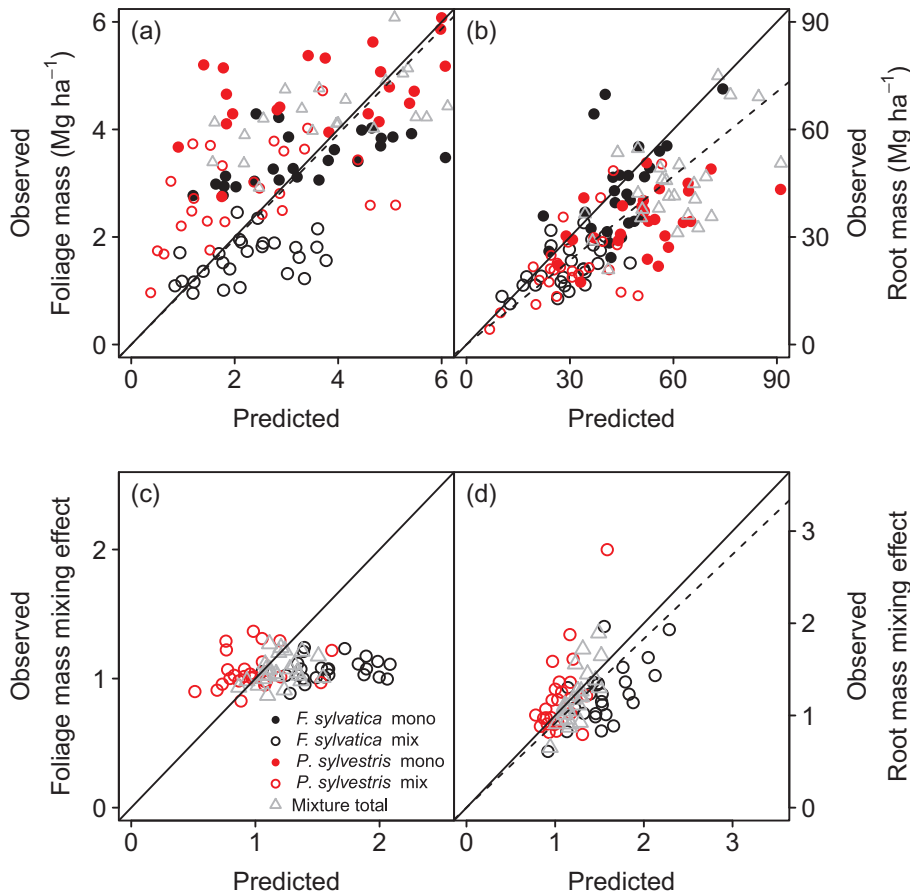 (a)
(b)
6
4
2
0
90
60
30
0
Observed
Foliage mass (Mg ha⁻¹)
Observed
Root mass (Mg ha⁻¹)
0 2 4 6
0 30 60 90
Predicted
Predicted
(c)
(d)
2
1
0
3
2
1
0
Observed
Foliage mass mixing effect
Observed
Root mass mixing effect
F. sylvatica mono
F. sylvatica mix
P. sylvestris mono
P. sylvestris mix
Mixture total
0 1 2
0 1 2 3
Predicted
Predicted